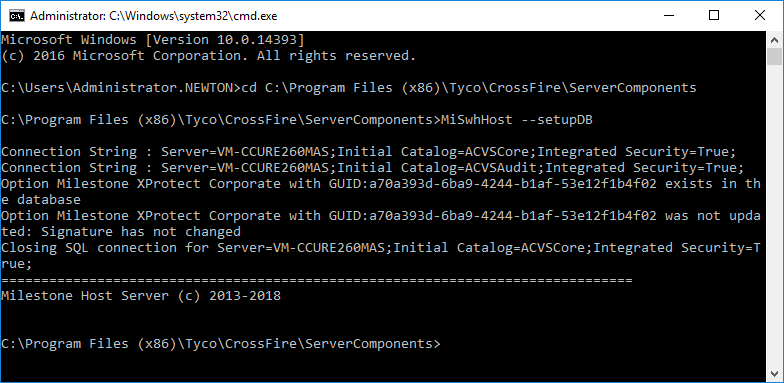 Administrator: C:\Windows\system32\cmd.exe
Microsoft Windows [Version 10.0.14393]
(c) 2016 Microsoft Corporation. All rights reserved.
C:\Users\Administrator.NEWTON>cd C:\Program Files (x86)\Tyco\CrossFire\ServerComponents
C:\Program Files (x86)\Tyco\CrossFire\ServerComponents>MiSwhHost --setupDB
Connection String : Server=VM-CCURE260MAS;Initial Catalog=ACVSCore;Integrated Security=True;
Connection String : Server=VM-CCURE260MAS;Initial Catalog=ACVSAudit;Integrated Security=True;
Option Milestone XProtect Corporate with GUID:a70a393d-6ba9-4244-b1af-53e12f1b4f02 exists in th
e database
Option Milestone XProtect Corporate with GUID:a70a393d-6ba9-4244-b1af-53e12f1b4f02 was not upda
ted: Signature has not changed
Closing SQL connection for Server=VM-CCURE260MAS;Initial Catalog=ACVSCore;Integrated Security=T
rue;
===============================================================================
Milestone Host Server (c) 2013-2018
C:\Program Files (x86)\Tyco\CrossFire\ServerComponents>